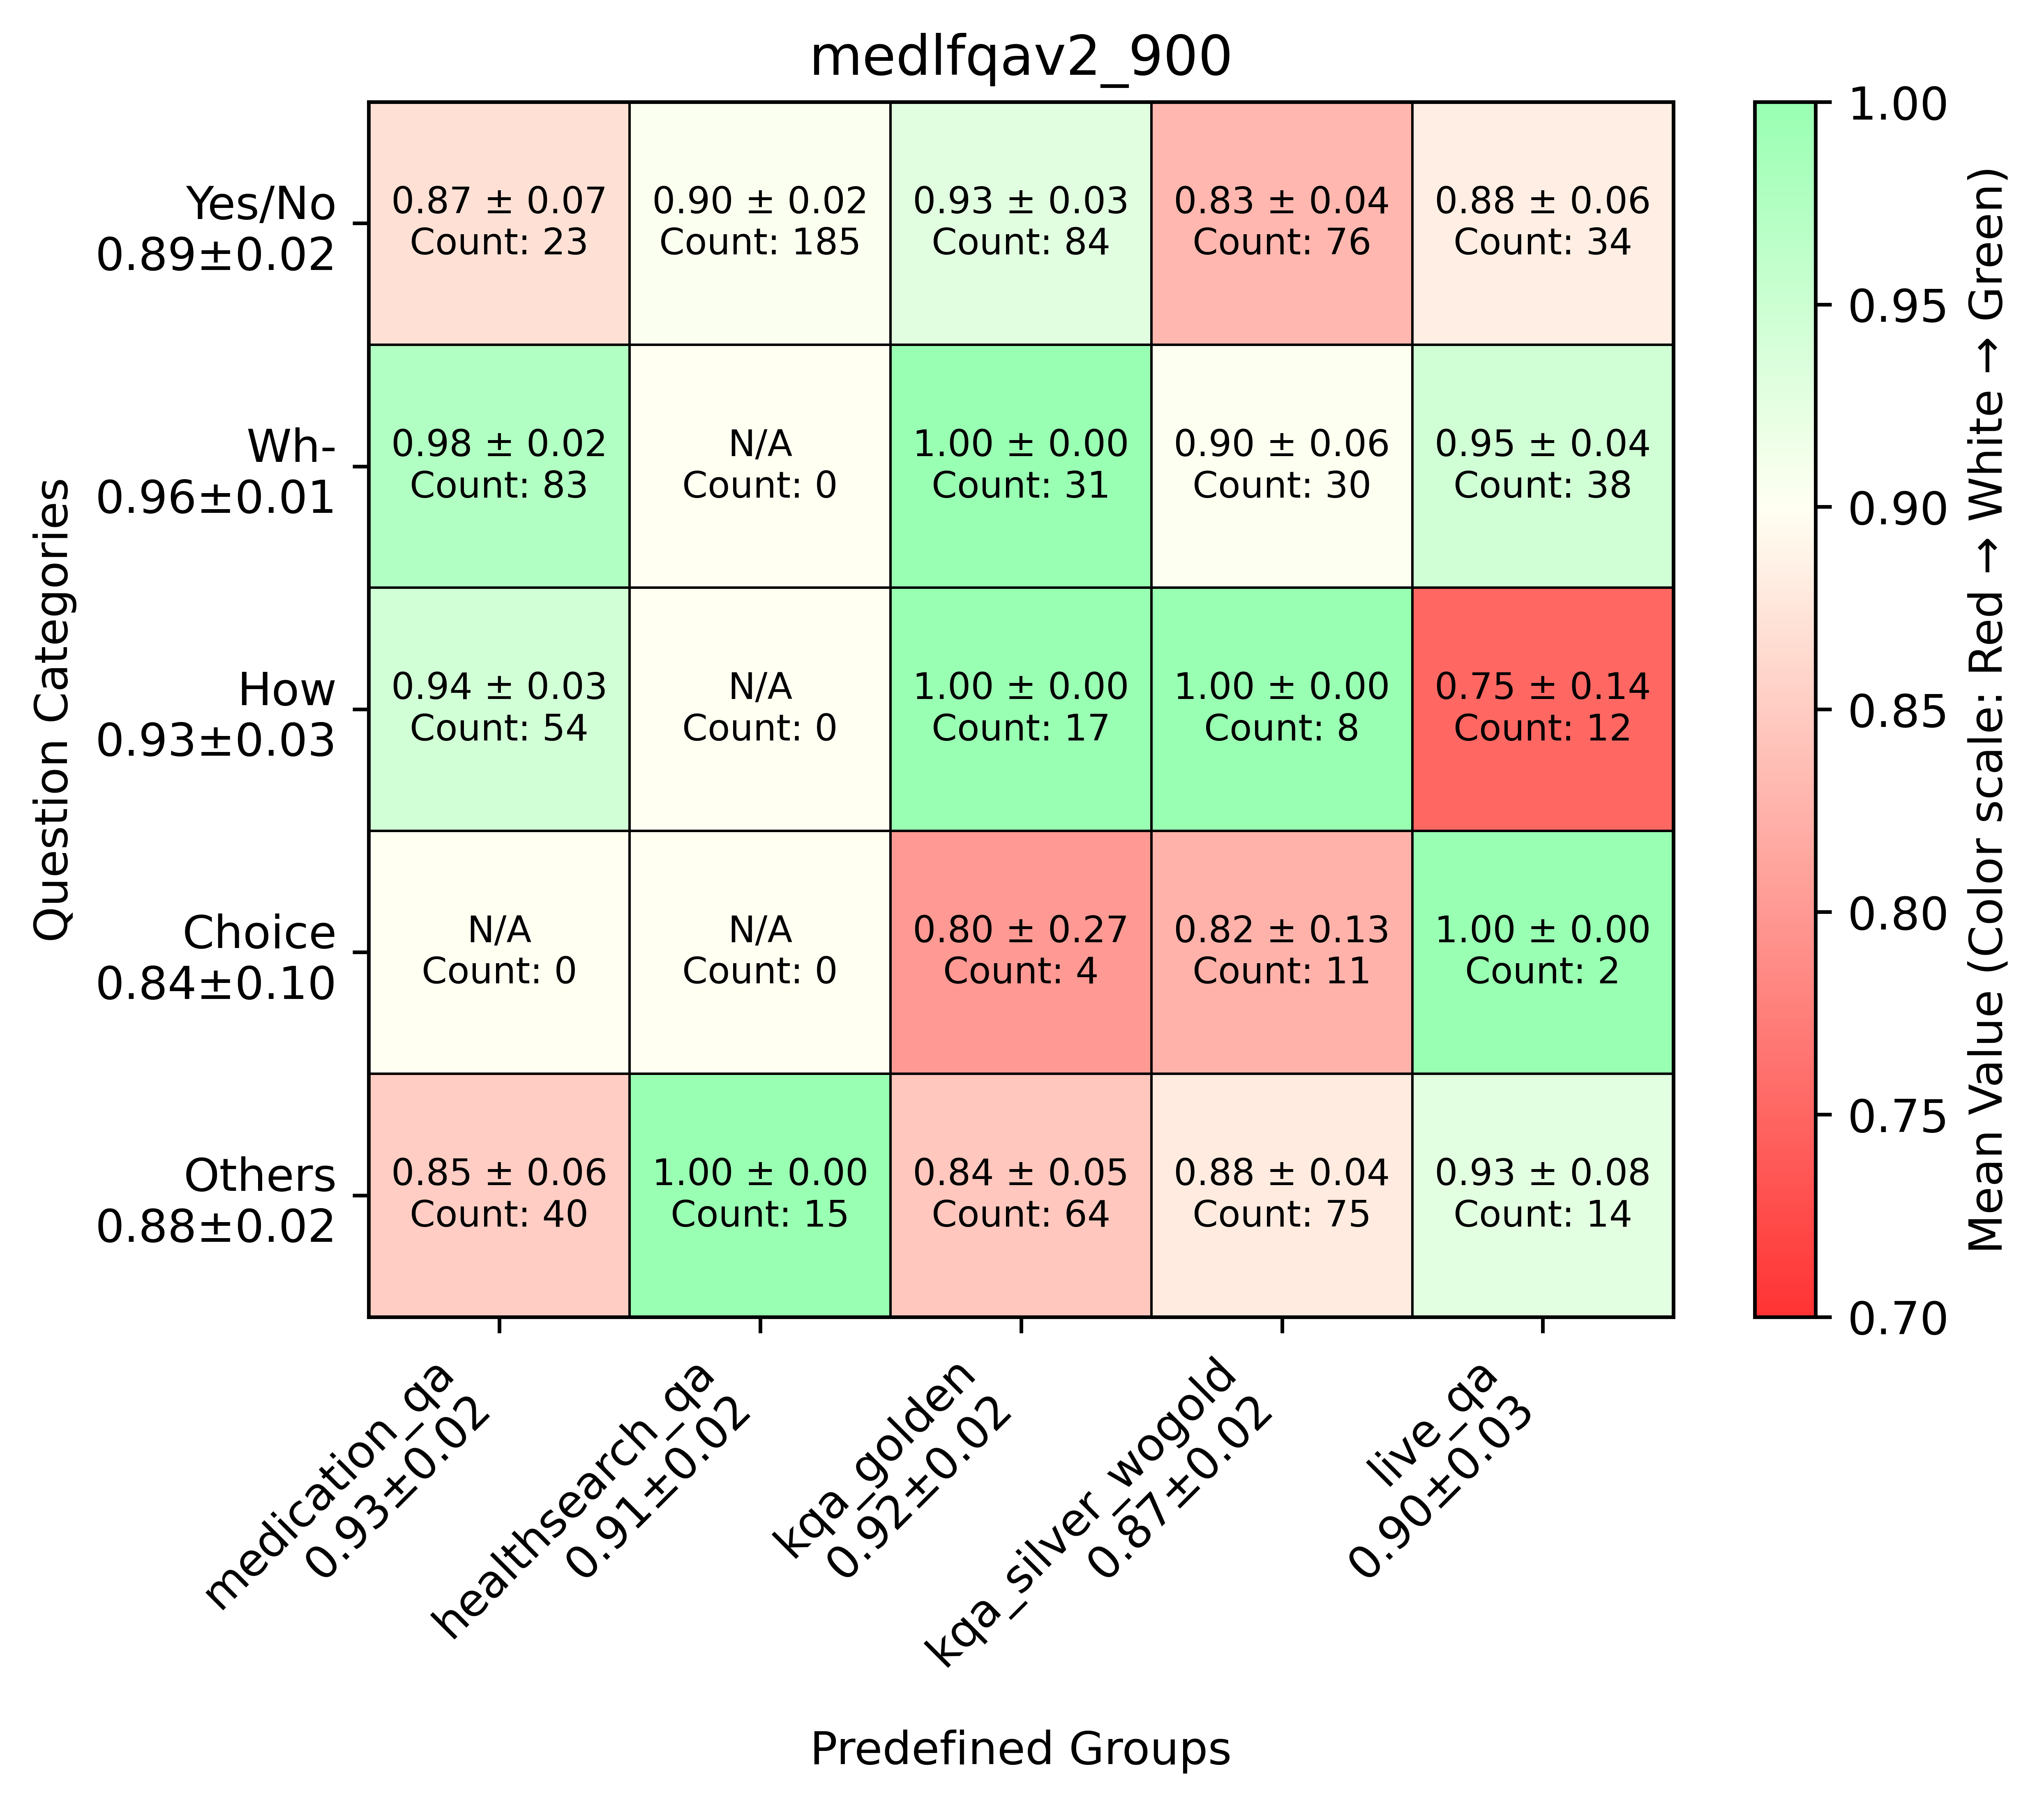 medlfqav2_900
Question Categories
Yes/No
0.89±0.02
0.87 ± 0.07
Count: 23
0.90 ± 0.02
Count: 185
0.93 ± 0.03
Count: 84
0.83 ± 0.04
Count: 76
0.88 ± 0.06
Count: 34
Wh-
0.96±0.01
0.98 ± 0.02
Count: 83
N/A
Count: 0
1.00 ± 0.00
Count: 31
0.90 ± 0.06
Count: 30
0.95 ± 0.04
Count: 38
How
0.93±0.03
0.94 ± 0.03
Count: 54
N/A
Count: 0
1.00 ± 0.00
Count: 17
1.00 ± 0.00
Count: 8
0.75 ± 0.14
Count: 12
Choice
0.84±0.10
N/A
Count: 0
N/A
Count: 0
0.80 ± 0.27
Count: 4
0.82 ± 0.13
Count: 11
1.00 ± 0.00
Count: 2
Others
0.88±0.02
0.85 ± 0.06
Count: 40
1.00 ± 0.00
Count: 15
0.84 ± 0.05
Count: 64
0.88 ± 0.04
Count: 75
0.93 ± 0.08
Count: 14
medication_qa
0.93±0.02
healthsearch_qa
0.91±0.02
kqa_golden
0.92±0.02
kqa_silver_wogold
0.87±0.02
live_qa
0.90±0.03
Predefined Groups
1.00
0.95
0.90
0.85
0.80
0.75
0.70
Mean Value (Color scale: Red → White → Green)